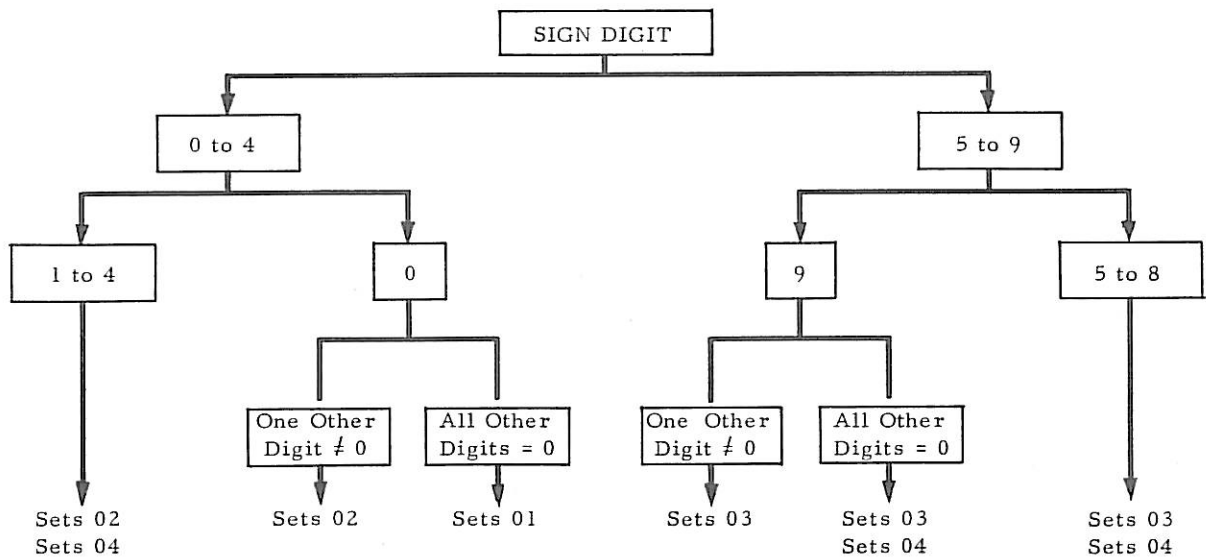 SIGN DIGIT
0 to 4
5 to 9
1 to 4
0
9
5 to 8
One Other
Digit ≠ 0
All Other
Digits = 0
One Other
Digit ≠ 0
All Other
Digits = 0
Sets 02
Sets 04
Sets 02
Sets 01
Sets 03
Sets 03
Sets 04
Sets 03
Sets 04